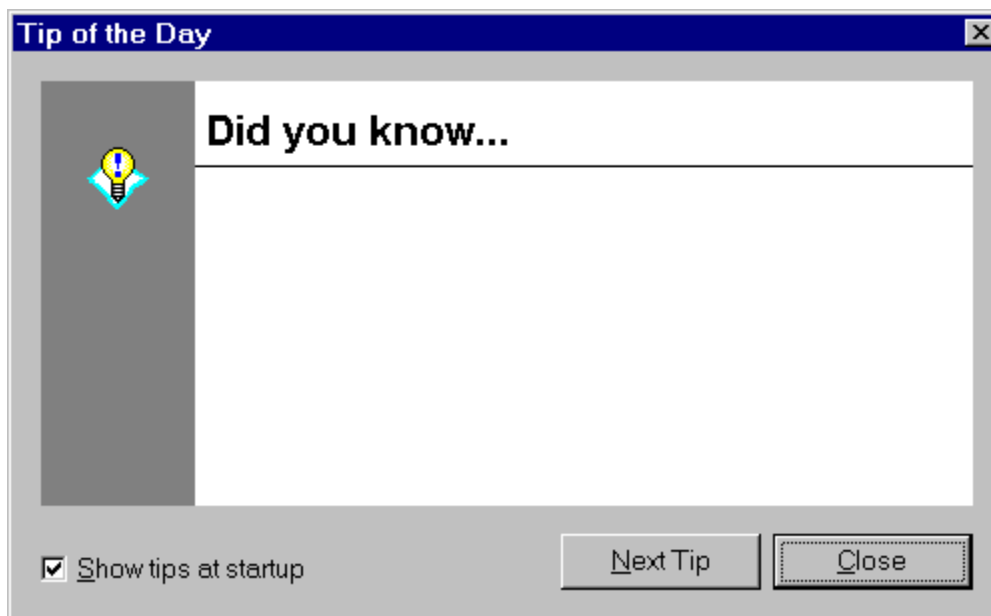 Tip of the Day
Did you know...
Show tips at startup
Next Tip
Close